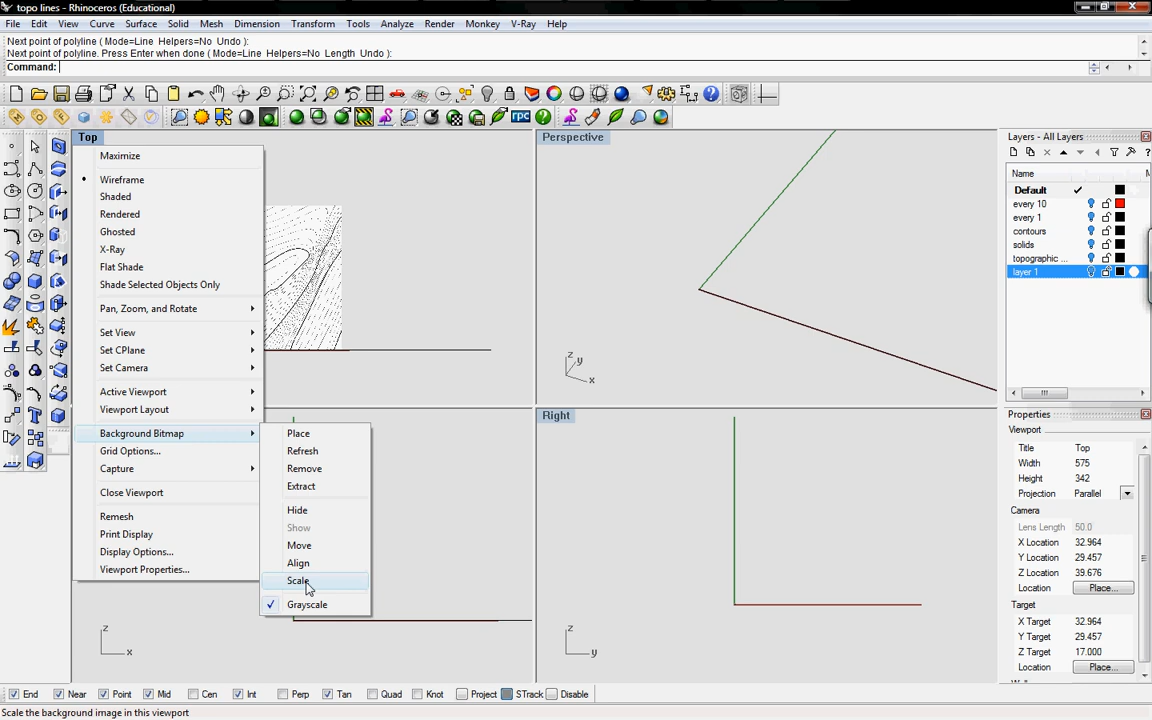 topo lines - Rhinoceros (Educational)
File Edit View Curve Surface Solid Mesh Dimension Transform Tools Analyze Render Monkey V-Ray Help
Next point of polyline ( Mode=Line Helpers=No Undo ):
Next point of polyline. Press Enter when done ( Mode=Line Helpers=No Length Undo ):
Command:
rpc
Top
Maximize
Wireframe
Shaded
Rendered
Ghosted
X-Ray
Flat Shade
Shade Selected Objects Only
Pan, Zoom, and Rotate
Set View
Set CPlane
Set Camera
Active Viewport
Viewport Layout
Background Bitmap
Grid Options...
Capture
Close Viewport
Remesh
Print Display
Display Options...
Viewport Properties...
Place
Refresh
Remove
Extract
Hide
Show
Move
Align
Scale
Grayscale
z
x
Perspective
z
y
x
Right
z
y
Layers - All Layers
Name
Default
every 10
every 1
contours
solids
topographic ...
layer 1
Properties
Viewport
Title Top
Width 575
Height 342
Projection Parallel
Camera
Lens Length 50.0
X Location 32.964
Y Location 29.457
Z Location 39.676
Location Place...
Target
X Target 32.964
Y Target 29.457
Z Target 17.000
Location Place...
End Near Point Mid Cen Int Perp Tan Quad Knot Project STrack Disable
Scale the background image in this viewport